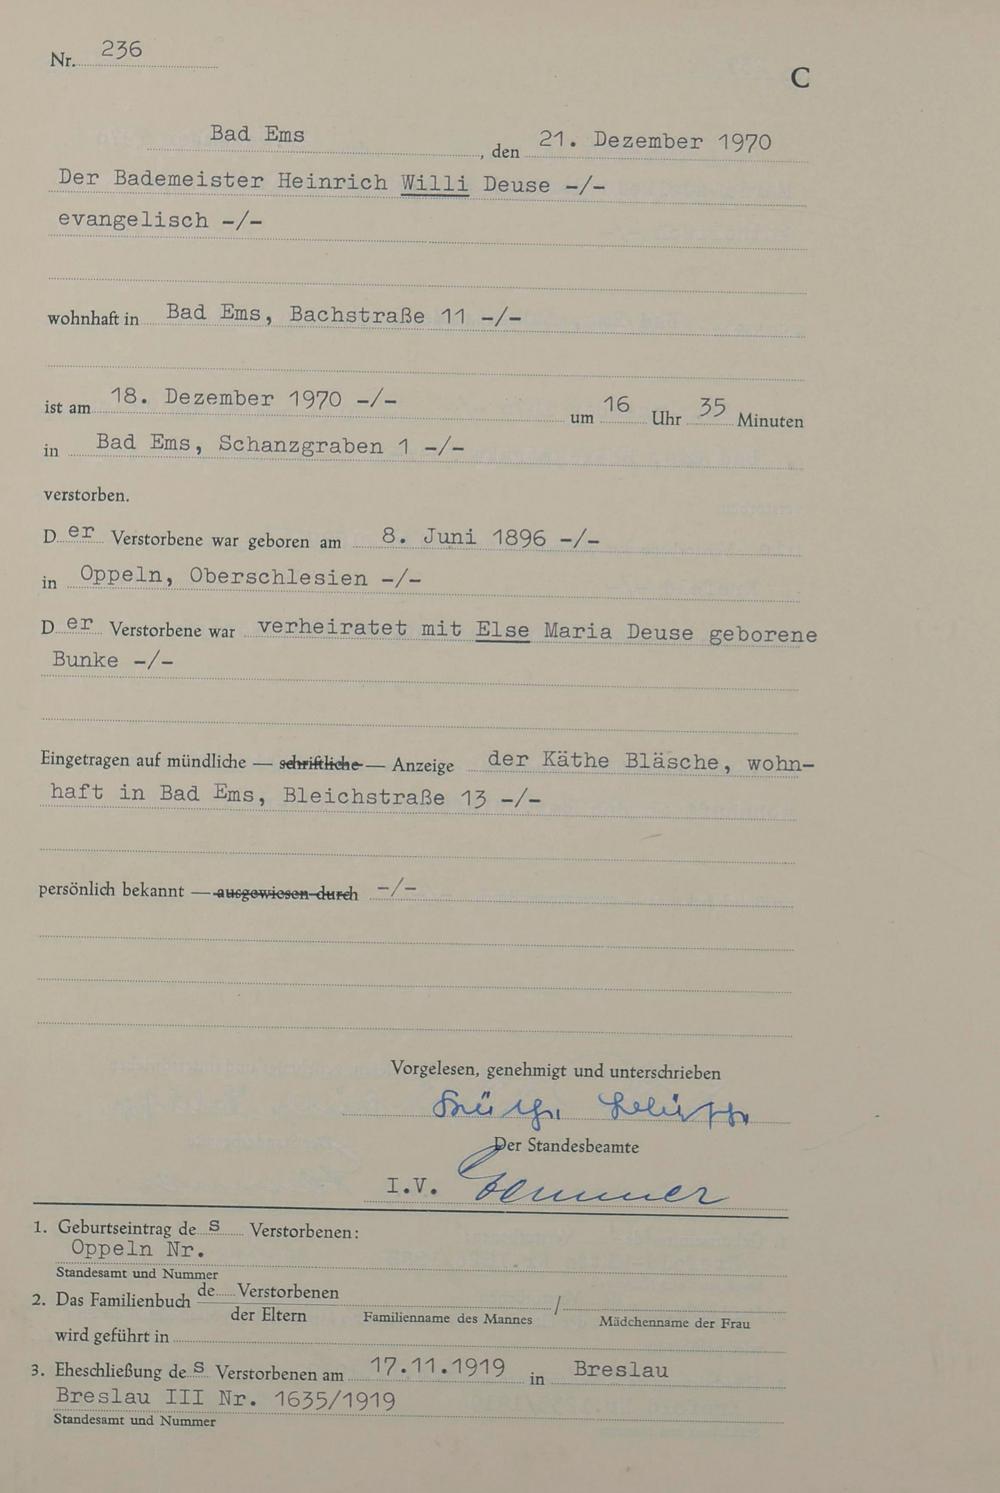 Nr. 236
C
Bad Ems, den 21. Dezember 1970
Der Bademeister Heinrich Willi Deuse -/-
evangelisch -/-
wohnhaft in Bad Ems, Bachstraße 11 -/-
ist am 18. Dezember 1970 -/- um 16 Uhr 35 Minuten
in Bad Ems, Schanzgraben 1 -/-
verstorben.
D er Verstorbene war geboren am 8. Juni 1896 -/-
in Oppeln, Oberschlesien -/-
D er Verstorbene war verheiratet mit Else Maria Deuse geborene
Bunke -/-
Eingetragen auf mündliche — schriftliche — Anzeige der Käthe Bläsche, wohn-
haft in Bad Ems, Bleichstraße 13 -/-
persönlich bekannt — ausgewiesen durch -/-
Vorgelesen, genehmigt und unterschrieben
Der Standesbeamte
I.V.
1. Geburtseintrag de s Verstorbenen:
Oppeln Nr.
Standesamt und Nummer
2. Das Familienbuch de Verstorbenen /
der Eltern Familienname des Mannes Mädchenname der Frau
wird geführt in
3. Eheschließung de s Verstorbenen am 17.11.1919 in Breslau
Breslau III Nr. 1635/1919
Standesamt und Nummer